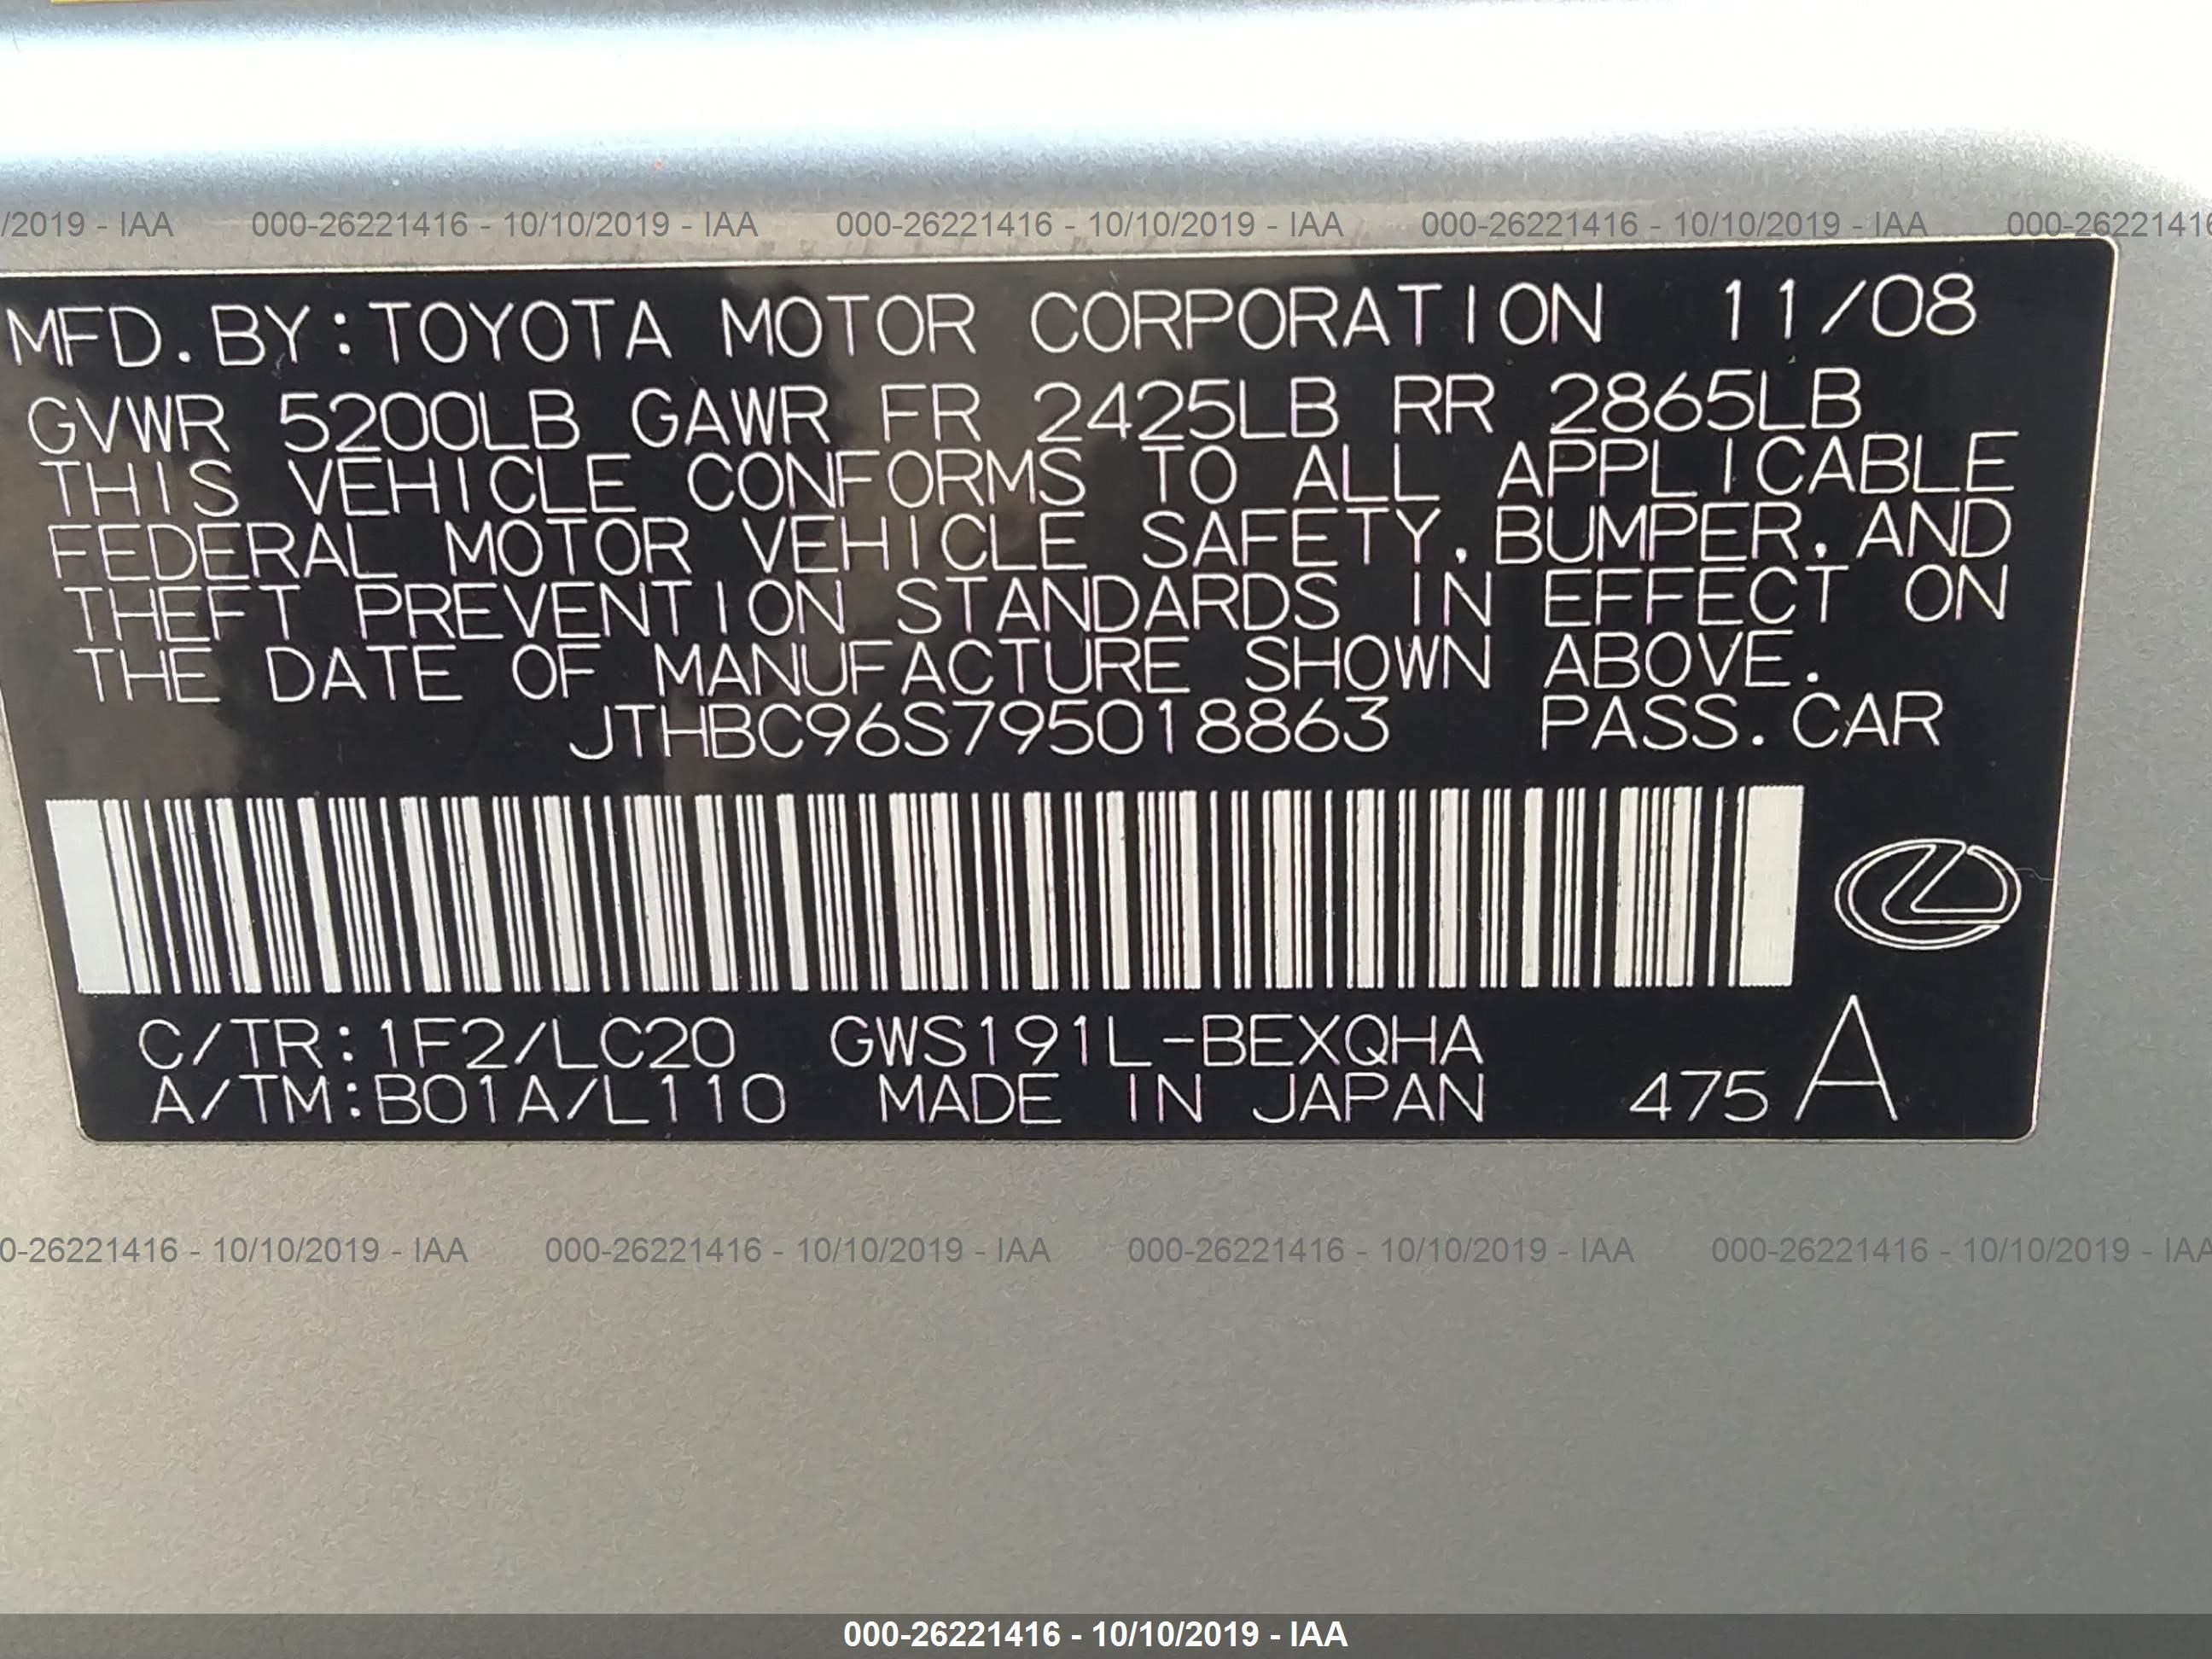 /2019 - IAA 000-26221416 - 10/10/2019 - IAA 000-26221416 - 10/10/2019 - IAA 000-26221416 - 10/10/2019 - IAA 000-26221416
MFD.BY:TOYOTA MOTOR CORPORATION 11/08
GVWR 5200LB GAWR FR 2425LB RR 2865LB
THIS VEHICLE CONFORMS TO ALL APPLICABLE
FEDERAL MOTOR VEHICLE SAFETY,BUMPER,AND
THEFT PREVENTION STANDARDS IN EFFECT ON
THE DATE OF MANUFACTURE SHOWN ABOVE.
JTHBC96S795018863 PASS.CAR
C/TR:1F2/LC20 GWS191L-BEXQHA
A/TM:B01A/L110 MADE IN JAPAN 475A
0-26221416 - 10/10/2019 - IAA 000-26221416 - 10/10/2019 - IAA 000-26221416 - 10/10/2019 - IAA 000-26221416 - 10/10/2019 - IAA
000-26221416 - 10/10/2019 - IAA